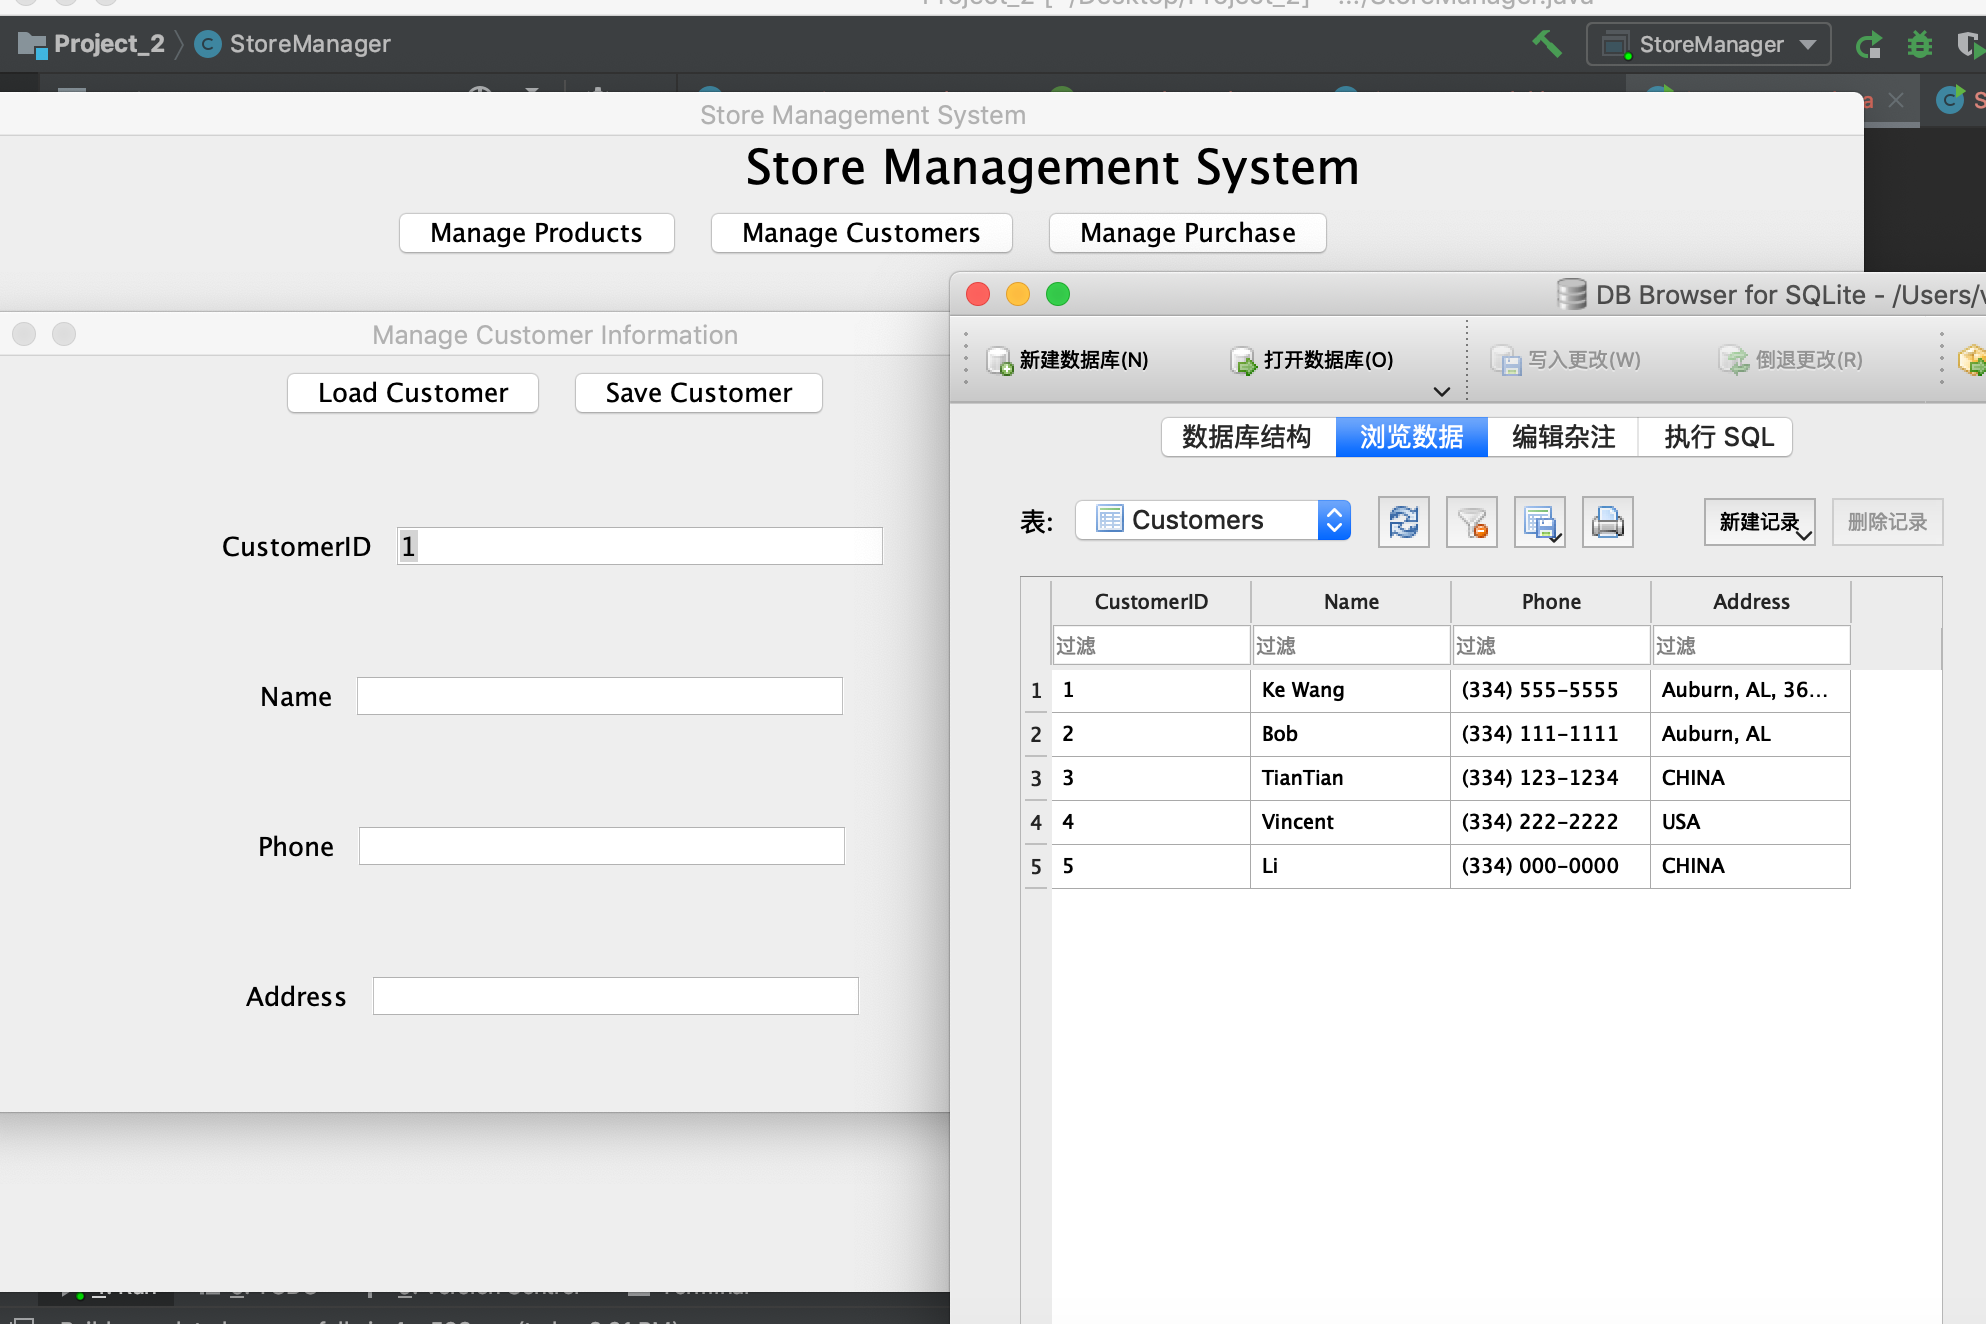 Project_2 [~/Desktop/Project_2] - .../StoreManager.java
Project_2 StoreManager
StoreManager
Store Management System
Store Management System
Manage Products Manage Customers Manage Purchase
Manage Customer Information
Load Customer Save Customer
CustomerID 1
Name
Phone
Address
DB Browser for SQLite - /Users/
新建数据库(N) 打开数据库(O) 写入更改(W) 倒退更改(R)
数据库结构 浏览数据 编辑杂注 执行 SQL
表: Customers 新建记录 删除记录
CustomerID Name Phone Address
过滤 过滤 过滤 过滤
1 1 Ke Wang (334) 555-5555 Auburn, AL, 36...
2 2 Bob (334) 111-1111 Auburn, AL
3 3 TianTian (334) 123-1234 CHINA
4 4 Vincent (334) 222-2222 USA
5 5 Li (334) 000-0000 CHINA